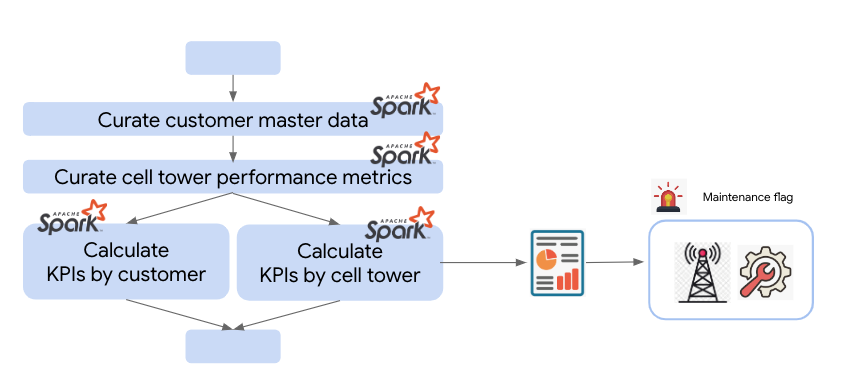 APACHE
Spark
Curate customer master data
APACHE
Spark
Curate cell tower performance metrics
APACHE
Spark
Calculate
KPIs by customer
APACHE
Spark
Calculate
KPIs by cell tower
Maintenance flag